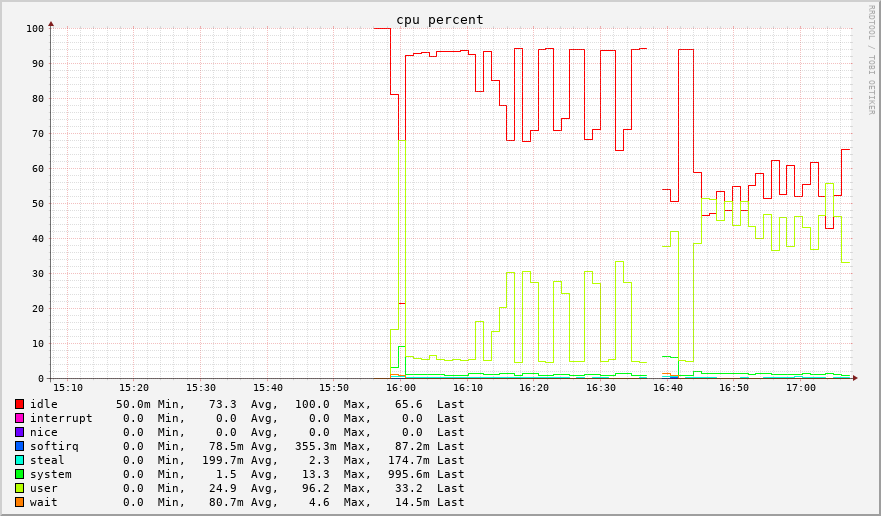 cpu percent
RRDTOOL / TOBI OETIKER
100
90
80
70
60
50
40
30
20
10
0
15:10 15:20 15:30 15:40 15:50 16:00 16:10 16:20 16:30 16:40 16:50 17:00
idle 50.0m Min, 73.3 Avg, 100.0 Max, 65.6 Last
interrupt 0.0 Min, 0.0 Avg, 0.0 Max, 0.0 Last
nice 0.0 Min, 0.0 Avg, 0.0 Max, 0.0 Last
softirq 0.0 Min, 78.5m Avg, 355.3m Max, 87.2m Last
steal 0.0 Min, 199.7m Avg, 2.3 Max, 174.7m Last
system 0.0 Min, 1.5 Avg, 13.3 Max, 995.6m Last
user 0.0 Min, 24.9 Avg, 96.2 Max, 33.2 Last
wait 0.0 Min, 80.7m Avg, 4.6 Max, 14.5m Last